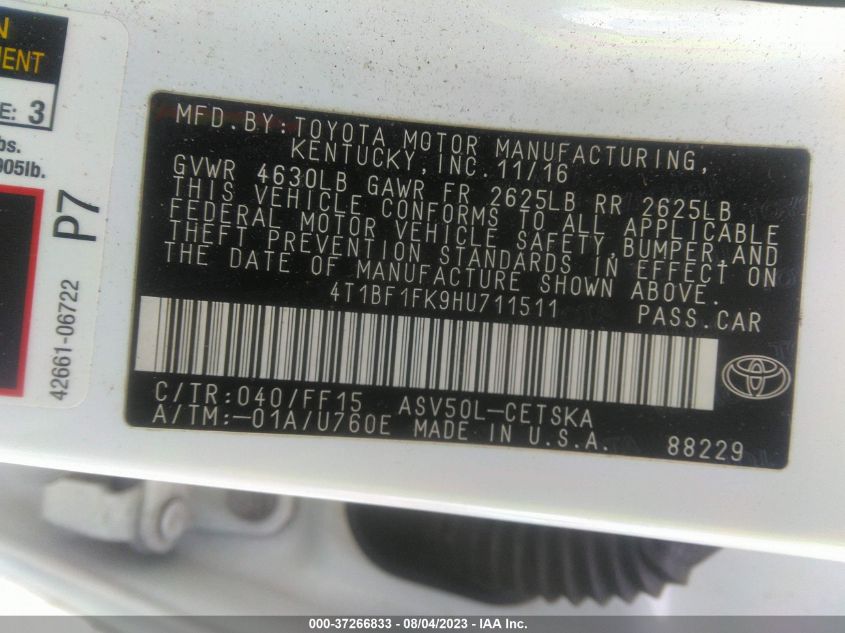 N
MENT
E: 3
bs.
905lb.
P7
42661-06722
MFD.BY:TOYOTA MOTOR MANUFACTURING,
KENTUCKY,INC.11/16
GVWR 4630LB GAWR FR 2625LB RR 2625LB
THIS VEHICLE CONFORMS TO ALL APPLICABLE
FEDERAL MOTOR VEHICLE SAFETY,BUMPER,AND
THEFT PREVENTION STANDARDS IN EFFECT ON
THE DATE OF MANUFACTURE SHOWN ABOVE.
4T1BF1FK9HU711511 PASS.CAR
C/TR:040/FF15 ASV50L-CETSKA
A/TM:-01A/U760E MADE IN U.S.A. 88229
000-37266833 - 08/04/2023 - IAA Inc.